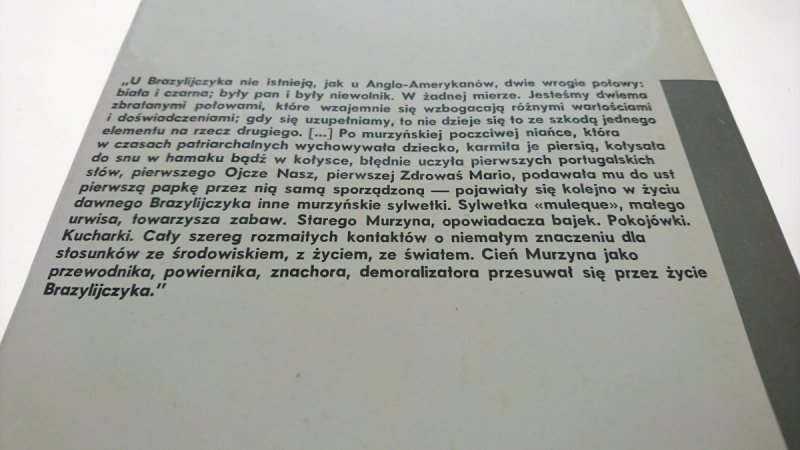 „U Brazylijczyka nie istnieją, jak u Anglo-Amerykanów, dwie wrogie połowy:
biała i czarna; były pan i były niewolnik. W żadnej mierze. Jesteśmy dwiema
zbratanymi połowami, które wzajemnie się wzbogacają różnymi wartościami
i doświadczeniami; gdy się uzupełniamy, to nie dzieje się to ze szkodą jednego
elementu na rzecz drugiego. [...] Po murzyńskiej poczciwej niańce, która
w czasach patriarchalnych wychowywała dziecko, karmiła je piersią, kołysała
do snu w hamaku bądź w kołysce, błędnie uczyła pierwszych portugalskich
słów, pierwszego Ojcze Nasz, pierwszej Zdrowaś Mario, podawała mu do ust
pierwszą papkę przez nią samą sporządzoną — pojawiały się kolejno w życiu
dawnego Brazylijczyka inne murzyńskie sylwetki. Sylwetka «muleque», małego
urwisa, towarzysza zabaw. Starego Murzyna, opowiadacza bajek. Pokojówki.
Kucharki. Cały szereg rozmaitych kontaktów o niemałym znaczeniu dla
stosunków ze środowiskiem, z życiem, ze światem. Cień Murzyna jako
przewodnika, powiernika, znachora, demoralizatora przesuwał się przez życie
Brazylijczyka.”